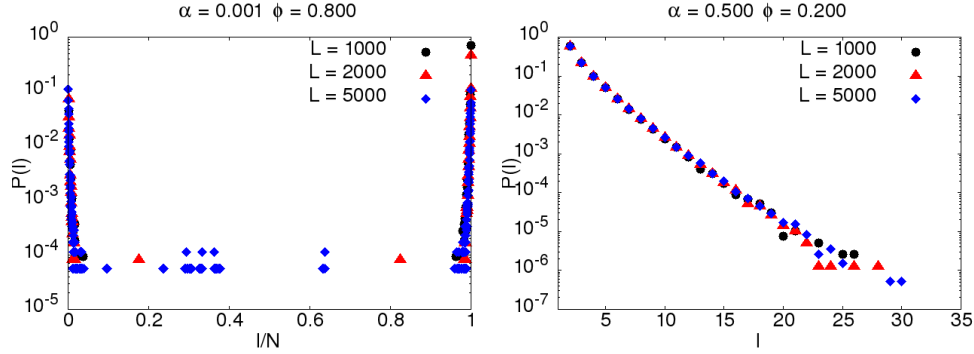 α = 0.001 ϕ = 0.800
L = 1000
L = 2000
L = 5000
P(l)
10^0
10^-1
10^-2
10^-3
10^-4
10^-5
0 0.2 0.4 0.6 0.8 1
l/N
α = 0.500 ϕ = 0.200
L = 1000
L = 2000
L = 5000
P(l)
10^0
10^-1
10^-2
10^-3
10^-4
10^-5
10^-6
10^-7
5 10 15 20 25 30 35
l